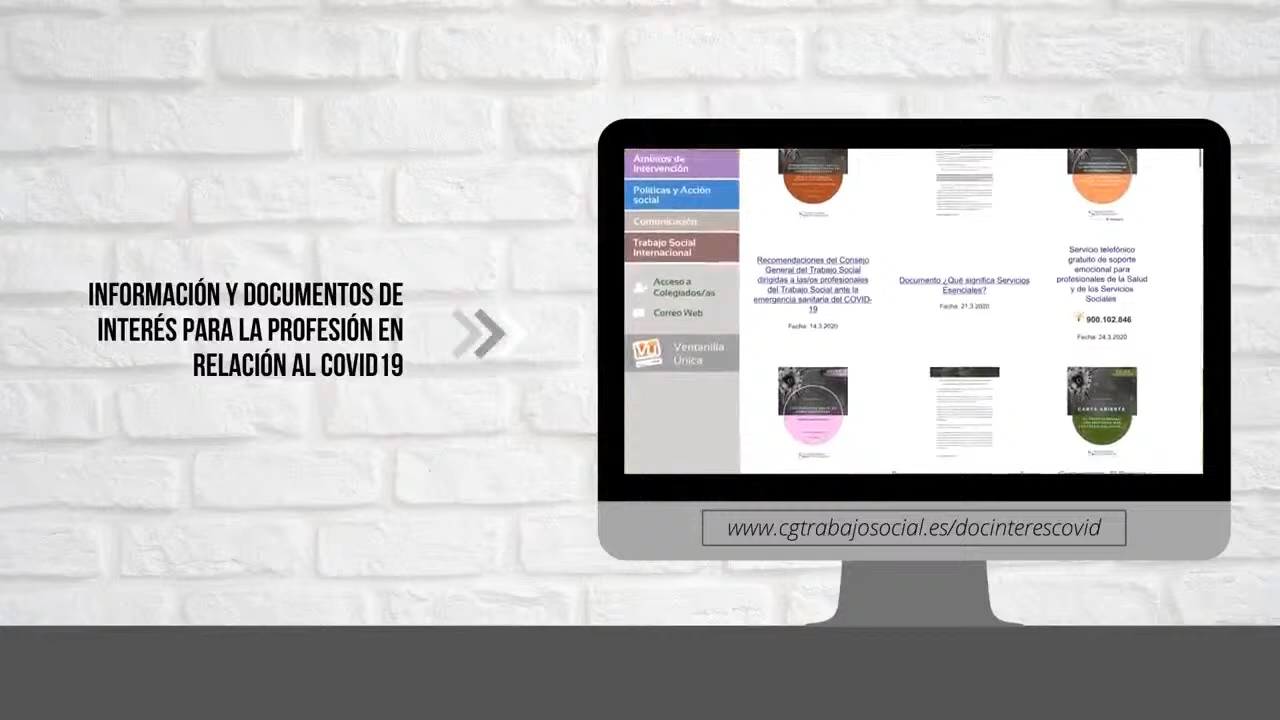 INFORMACIÓN Y DOCUMENTOS DE
INTERÉS PARA LA PROFESIÓN EN
RELACIÓN AL COVID19
Ámbitos de
Intervención
Políticas y Acción
social
Comunicación
Trabajo Social
Internacional
Acceso a
Colegiados/as
Correo Web
Ventanilla
Única
Recomendaciones del Consejo
General del Trabajo Social
dirigidas a las/os profesionales
del Trabajo Social ante la
emergencia sanitaria del COVID-
19
Fecha: 14.3.2020
Documento ¿Qué significa Servicios
Esenciales?
Fecha: 21.3.2020
Servicio telefónico
gratuito de soporte
emocional para
profesionales de la Salud
y de los Servicios
Sociales
900.102.846
Fecha: 24.3.2020
CARTA ABIERTA
www.cgtrabajosocial.es/docinterescovid